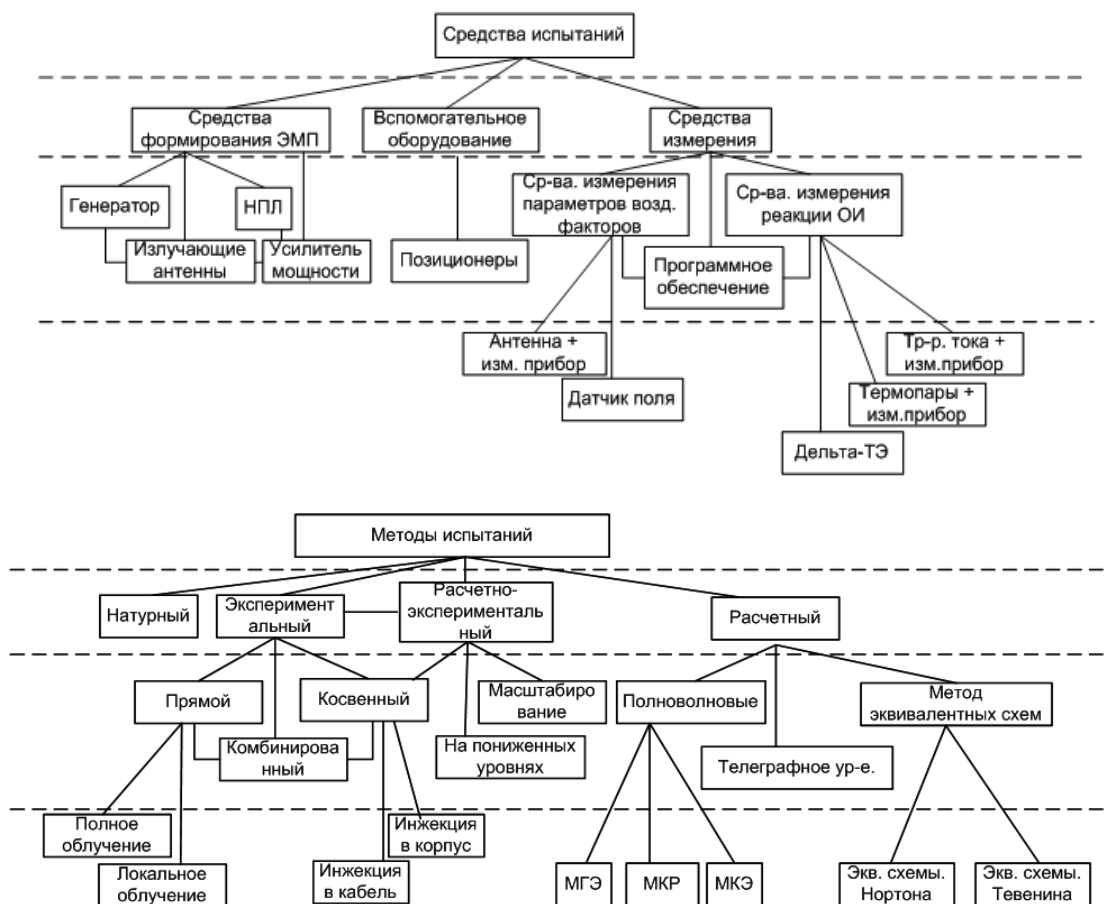 Средства испытаний
Средства
формирования ЭМП
Вспомогательное
оборудование
Средства
измерения
Генератор
НПЛ
Излучающие
антенны
Усилитель
мощности
Позиционеры
Ср-ва. измерения
параметров возд.
факторов
Ср-ва. измерения
реакции ОИ
Программное
обеспечение
Антенна +
изм. прибор
Датчик поля
Тр-р. тока +
изм.прибор
Термопары +
изм.прибор
Дельта-ТЭ
Методы испытаний
Натурный
Эксперимент
альный
Расчетно-
эксперименталь
ный
Расчетный
Прямой
Косвенный
Масштабиро
вание
Комбинирова
нный
На пониженных
уровнях
Полноволновые
Телеграфное ур-е.
Метод
эквивалентных схем
Полное
облучение
Локальное
облучение
Инжекция
в корпус
Инжекция
в кабель
МГЭ
МКР
МКЭ
Экв. схемы.
Нортона
Экв. схемы.
Тевенина